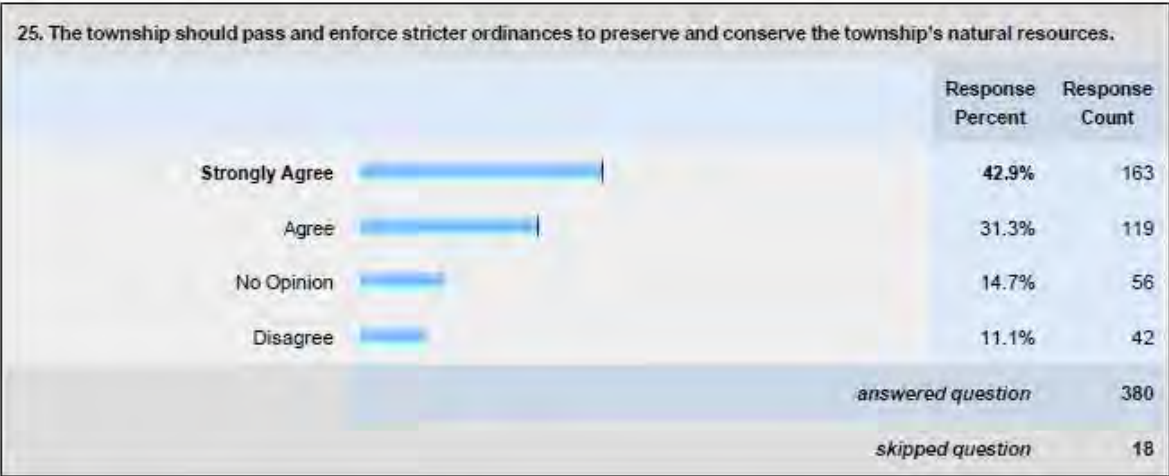 25. The township should pass and enforce stricter ordinances to preserve and conserve the township's natural resources.
Response Percent Response Count
Strongly Agree 42.9% 163
Agree 31.3% 119
No Opinion 14.7% 56
Disagree 11.1% 42
answered question 380
skipped question 18